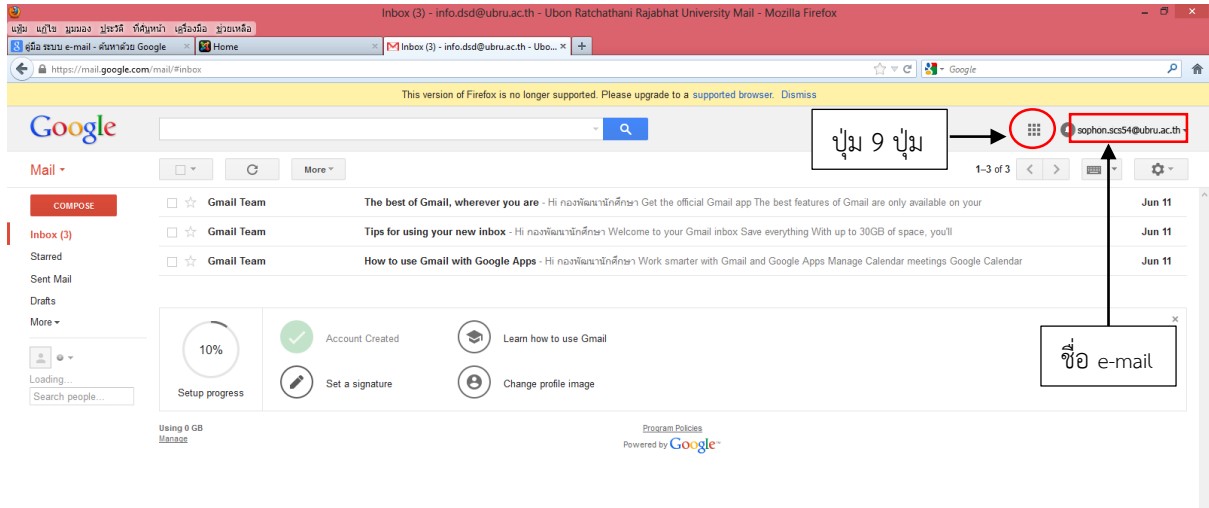 Inbox (3) - info.dsd@ubru.ac.th - Ubon Ratchathani Rajabhat University Mail - Mozilla Firefox
แฟ้ม แก้ไข มุมมอง ประวัติ ที่คั่นหน้า เครื่องมือ ช่วยเหลือ
คู่มือ ระบบ e-mail - ค้นหาด้วย Google × Home × Inbox (3) - info.dsd@ubru.ac.th - Ubo... × +
https://mail.google.com/mail/#inbox Google
This version of Firefox is no longer supported. Please upgrade to a supported browser. Dismiss
Google
ปุ่ม 9 ปุ่ม
sophon.scs54@ubru.ac.th
Mail More 1–3 of 3
COMPOSE
Gmail Team The best of Gmail, wherever you are - Hi กองพัฒนานักศึกษา Get the official Gmail app The best features of Gmail are only available on your Jun 11
Inbox (3) Gmail Team Tips for using your new inbox - Hi กองพัฒนานักศึกษา Welcome to your Gmail inbox Save everything With up to 30GB of space, you'll Jun 11
Starred Gmail Team How to use Gmail with Google Apps - Hi กองพัฒนานักศึกษา Work smarter with Gmail and Google Apps Manage Calendar meetings Google Calendar Jun 11
Sent Mail
Drafts
More
Loading...
Search people...
10%
Setup progress
Account Created Learn how to use Gmail
Set a signature Change profile image
×
ชื่อ e-mail
Using 0 GB
Manage
Program Policies
Powered by Google™